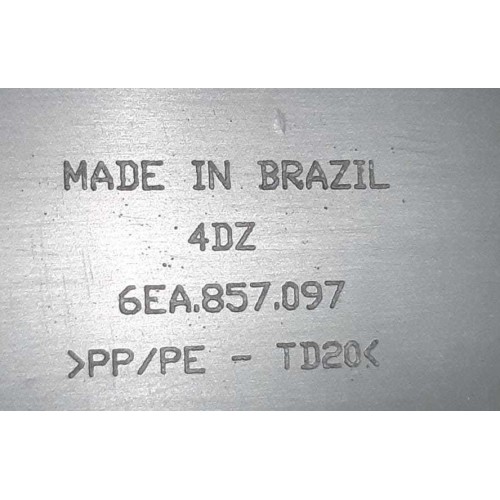 MADE IN BRAZIL
4DZ
6EA.857.097
>PP/PE - TD20<